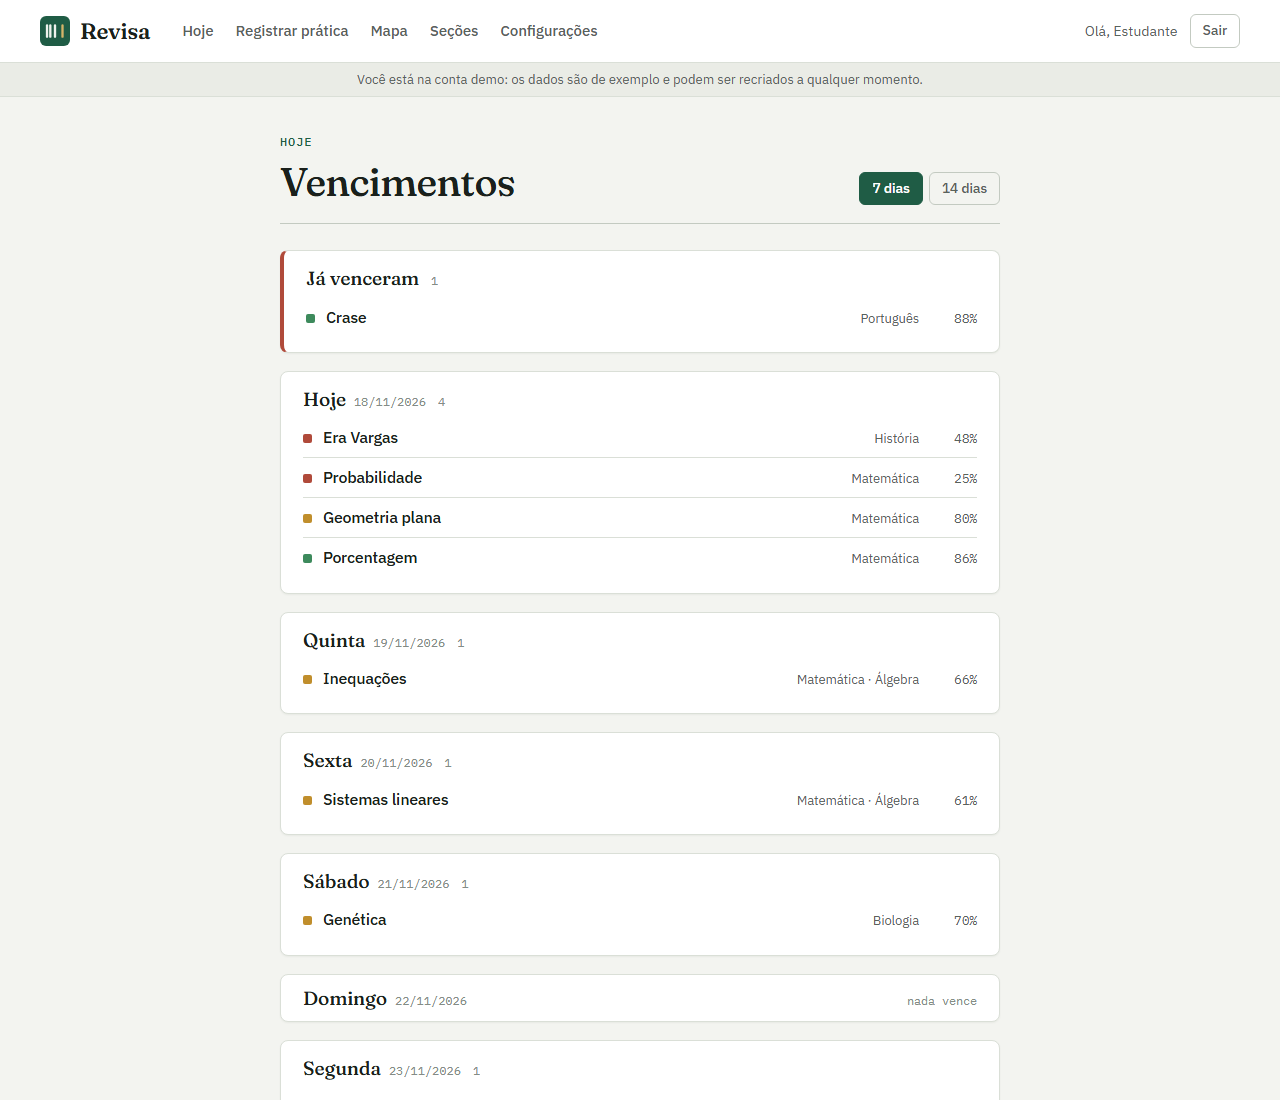 Revisa Hoje Registrar prática Mapa Seções Configurações Olá, Estudante Sair
Você está na conta demo: os dados são de exemplo e podem ser recriados a qualquer momento.
HOJE
Vencimentos 7 dias 14 dias
Já venceram 1
Crase Português 88%
Hoje 18/11/2026 4
Era Vargas História 48%
Probabilidade Matemática 25%
Geometria plana Matemática 80%
Porcentagem Matemática 86%
Quinta 19/11/2026 1
Inequações Matemática · Álgebra 66%
Sexta 20/11/2026 1
Sistemas lineares Matemática · Álgebra 61%
Sábado 21/11/2026 1
Genética Biologia 70%
Domingo 22/11/2026 nada vence
Segunda 23/11/2026 1